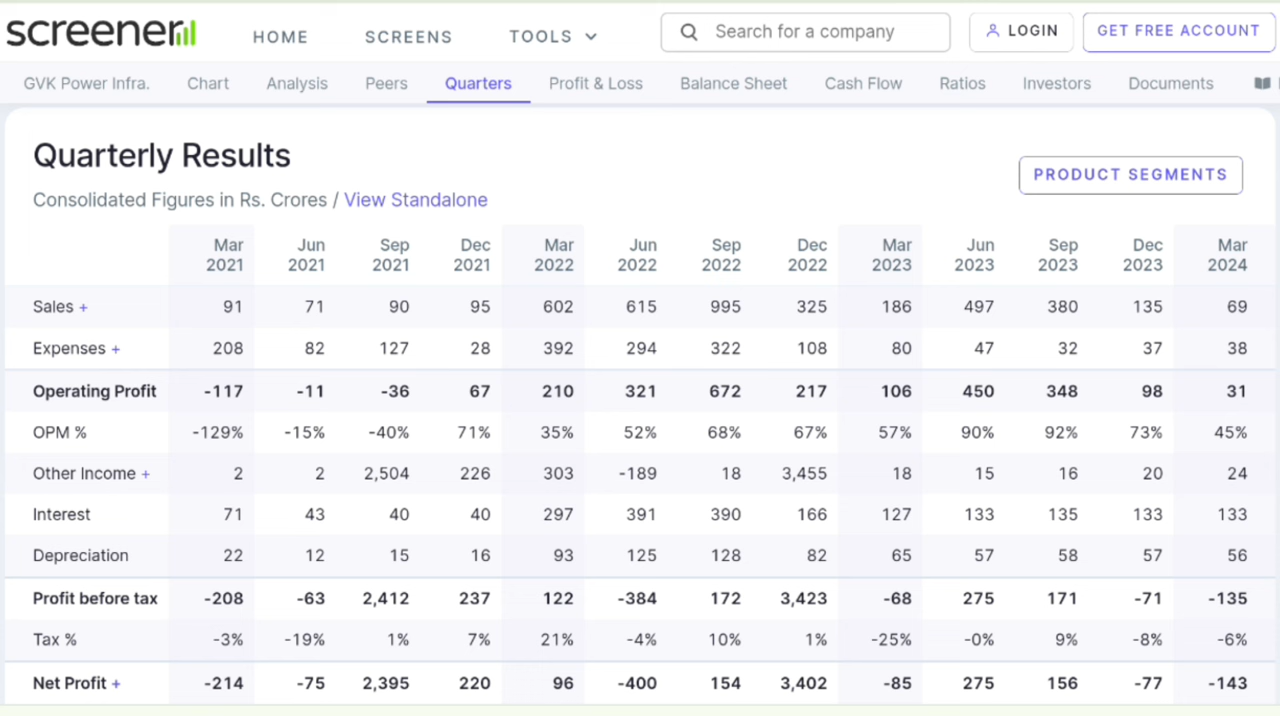 screener HOME SCREENS TOOLS Search for a company LOGIN GET FREE ACCOUNT
GVK Power Infra. Chart Analysis Peers Quarters Profit & Loss Balance Sheet Cash Flow Ratios Investors Documents
Quarterly Results
PRODUCT SEGMENTS
Consolidated Figures in Rs. Crores / View Standalone
Mar Jun Sep Dec Mar Jun Sep Dec Mar Jun Sep Dec Mar
2021 2021 2021 2021 2022 2022 2022 2022 2023 2023 2023 2023 2024
Sales + 91 71 90 95 602 615 995 325 186 497 380 135 69
Expenses + 208 82 127 28 392 294 322 108 80 47 32 37 38
Operating Profit -117 -11 -36 67 210 321 672 217 106 450 348 98 31
OPM % -129% -15% -40% 71% 35% 52% 68% 67% 57% 90% 92% 73% 45%
Other Income + 2 2 2,504 226 303 -189 18 3,455 18 15 16 20 24
Interest 71 43 40 40 297 391 390 166 127 133 135 133 133
Depreciation 22 12 15 16 93 125 128 82 65 57 58 57 56
Profit before tax -208 -63 2,412 237 122 -384 172 3,423 -68 275 171 -71 -135
Tax % -3% -19% 1% 7% 21% -4% 10% 1% -25% -0% 9% -8% -6%
Net Profit + -214 -75 2,395 220 96 -400 154 3,402 -85 275 156 -77 -143